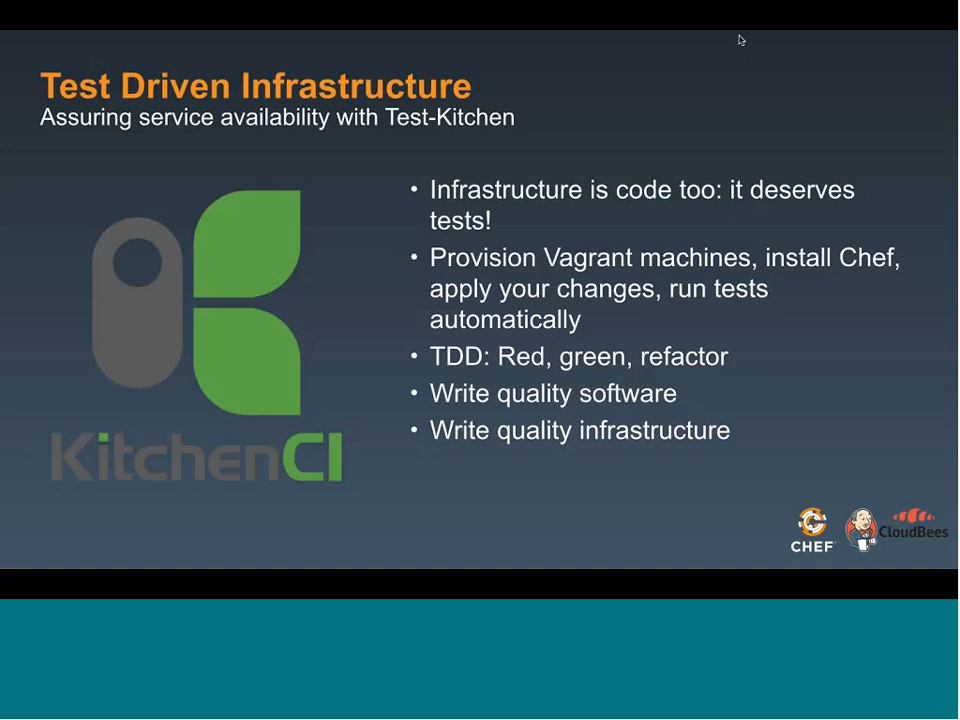 Test Driven Infrastructure
Assuring service availability with Test-Kitchen
• Infrastructure is code too: it deserves
tests!
• Provision Vagrant machines, install Chef,
apply your changes, run tests
automatically
• TDD: Red, green, refactor
• Write quality software
• Write quality infrastructure
KitchenCI
CHEF
CloudBees